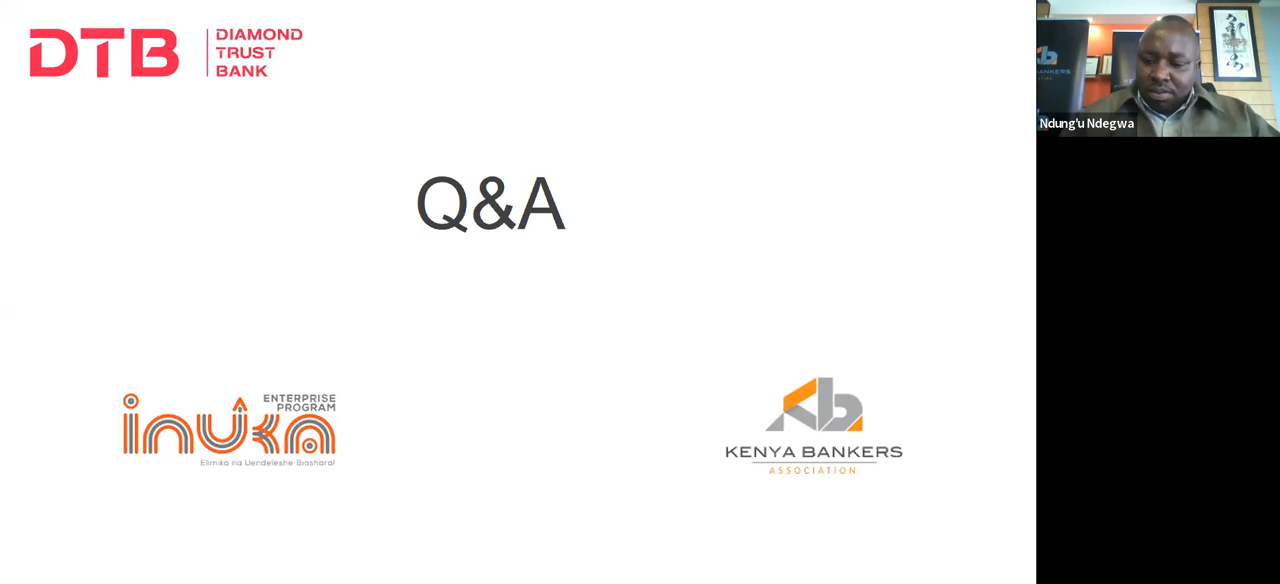 DTB
DIAMOND
TRUST
BANK
Q&A
inuka
ENTERPRISE
PROGRAM
Elimika na Uendeleshe Biashara!
KENYA BANKERS
ASSOCIATION
Ndung'u Ndegwa